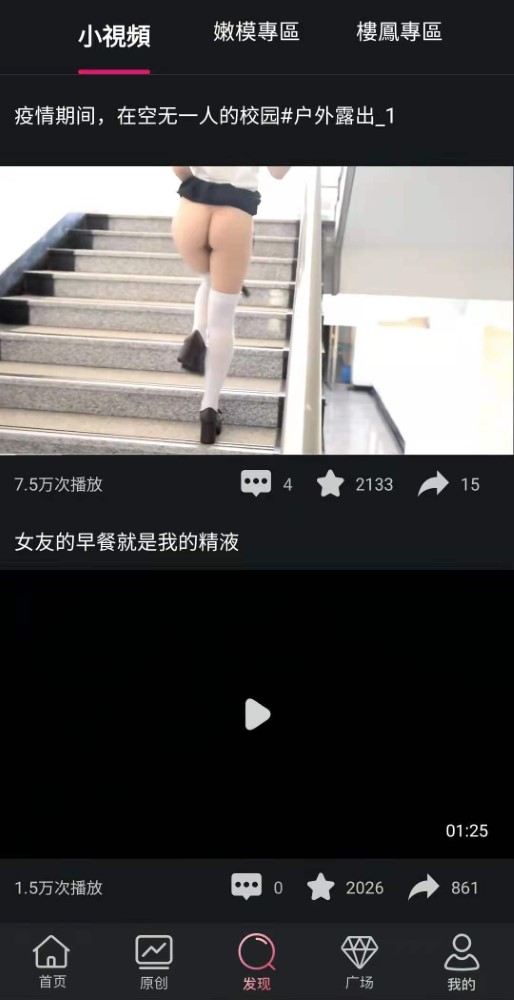 小視頻 嫩模專區 樓鳳專區
疫情期间，在空无一人的校园#户外露出_1
7.5万次播放 4 2133 15
女友的早餐就是我的精液
01:25
1.5万次播放 0 2026 861
首页 原创 发现 广场 我的